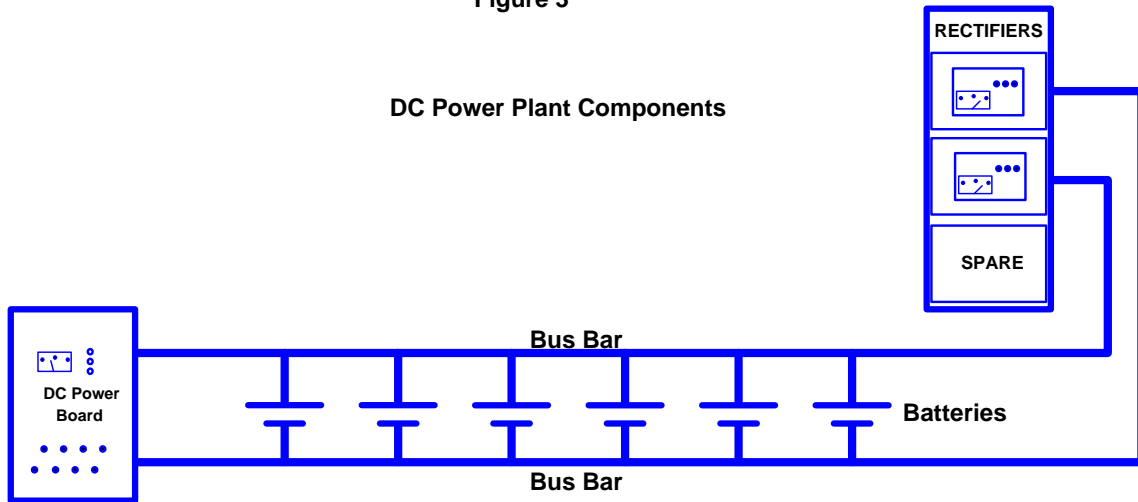 Figure 3
RECTIFIERS
DC Power Plant Components
SPARE
Bus Bar
DC Power
Board
Batteries
Bus Bar